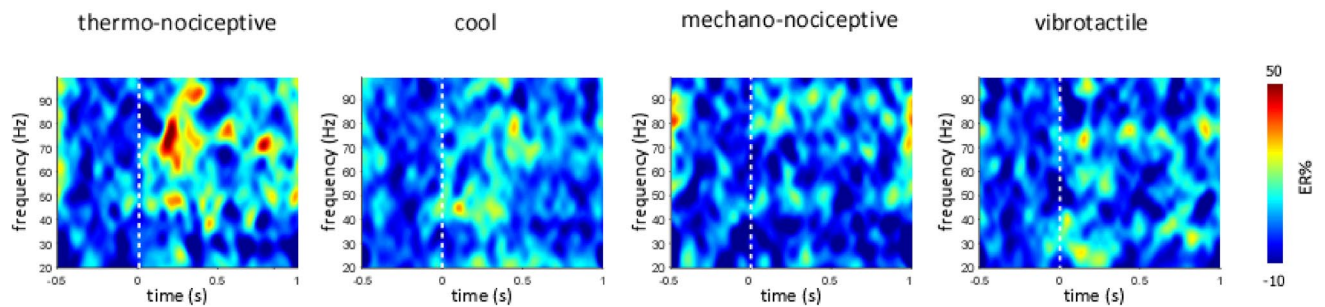 thermo-nociceptive cool mechano-nociceptive vibrotactile
50
90 90 90 90
80 80 80 80
70 70 70 70
60 60 60 60
50 50 50 50
40 40 40 40
30 30 30 30
20 20 20 20
frequency (Hz) frequency (Hz) frequency (Hz) frequency (Hz) ER%
-10
-0.5 0 0.5 1 -0.5 0 0.5 1 -0.5 0 0.5 1 -0.5 0 0.5 1
time (s) time (s) time (s) time (s)